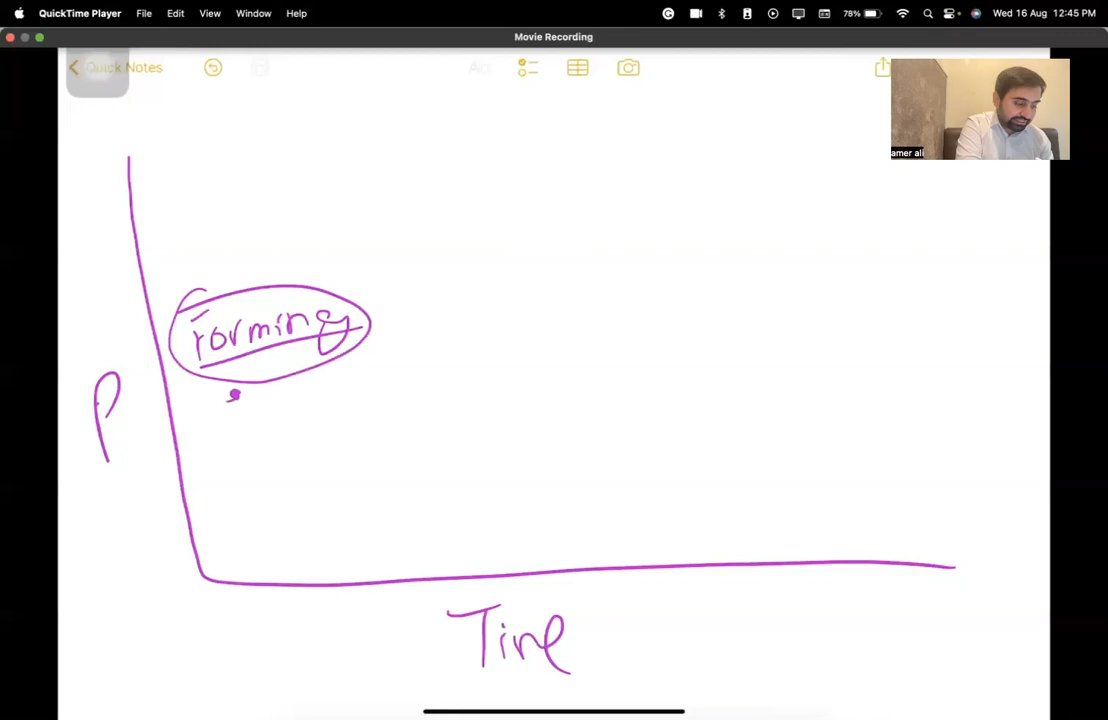 QuickTime Player File Edit View Window Help 78% Wed 16 Aug 12:45 PM
Movie Recording
Quick Notes
amer ali
Forming
P
Time